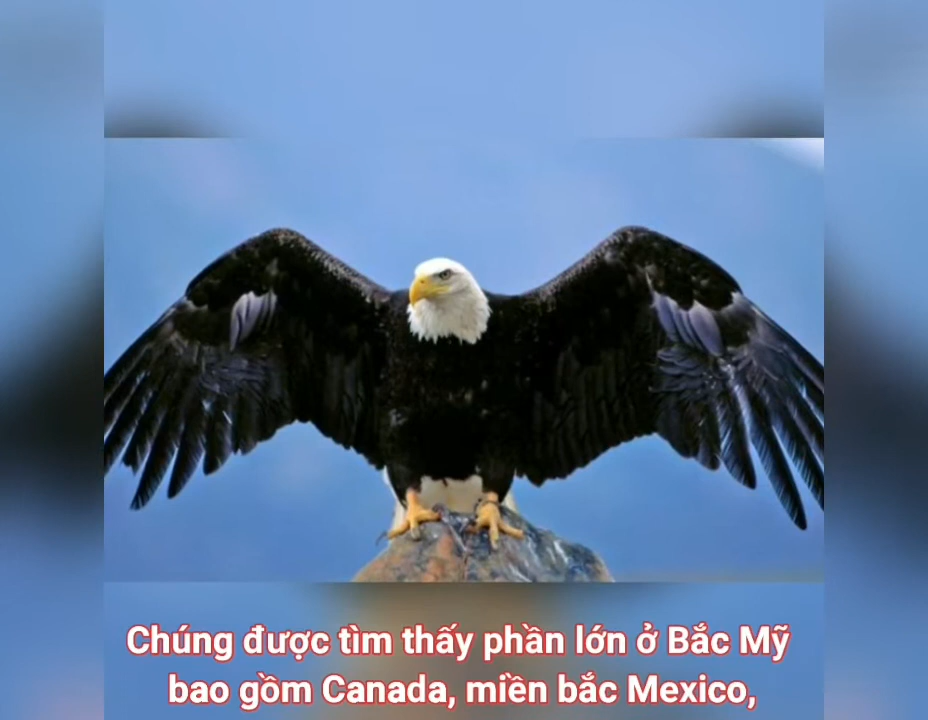 Chúng được tìm thấy phần lớn ở Bắc Mỹ
bao gồm Canada, miền bắc Mexico,